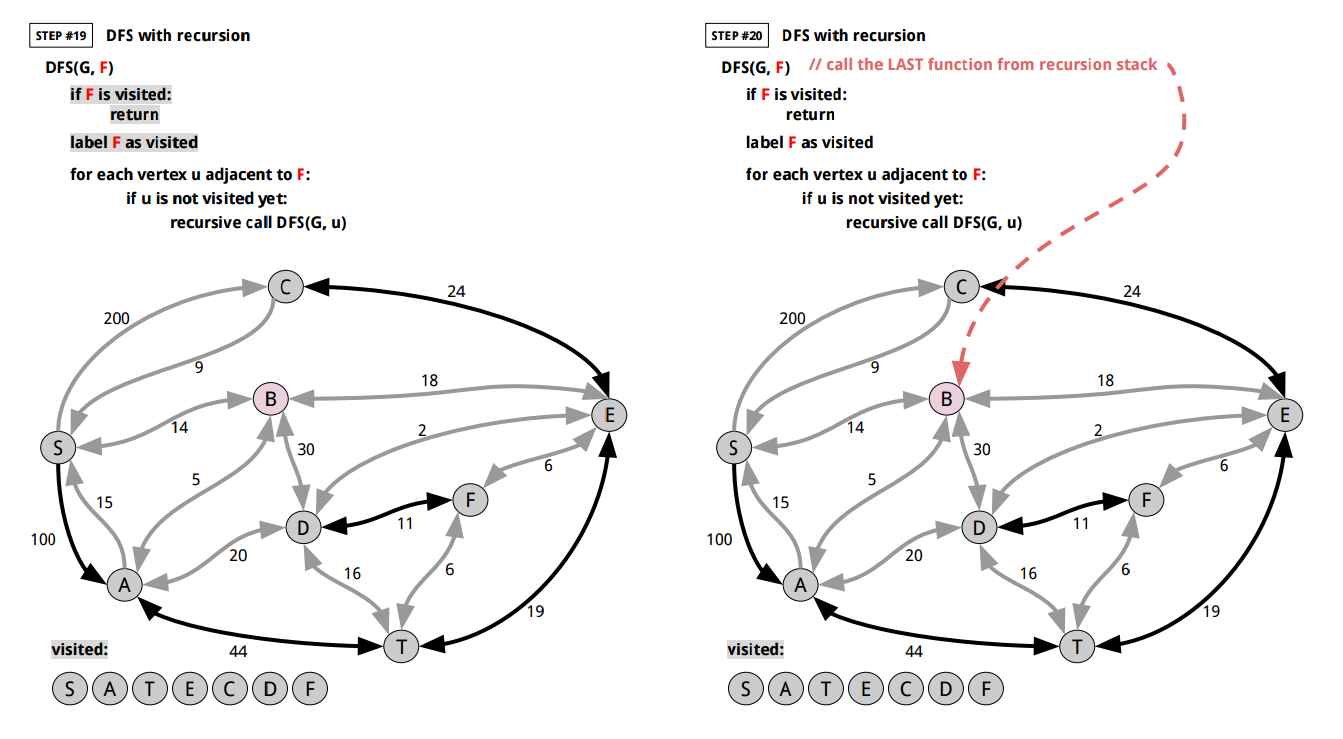 STEP #19 DFS with recursion
DFS(G, F)
if F is visited:
return
label F as visited
for each vertex u adjacent to F:
if u is not visited yet:
recursive call DFS(G, u)
C
24
200
9
B
18
E
14
2
S
30
6
5
15
F
D
11
100
20
16
6
A
19
T
44
visited:
S A T E C D F
STEP #20 DFS with recursion
DFS(G, F) // call the LAST function from recursion stack
if F is visited:
return
label F as visited
for each vertex u adjacent to F:
if u is not visited yet:
recursive call DFS(G, u)
C
24
200
9
B
18
E
14
2
S
30
6
5
15
F
D
11
100
20
16
6
A
19
T
44
visited:
S A T E C D F